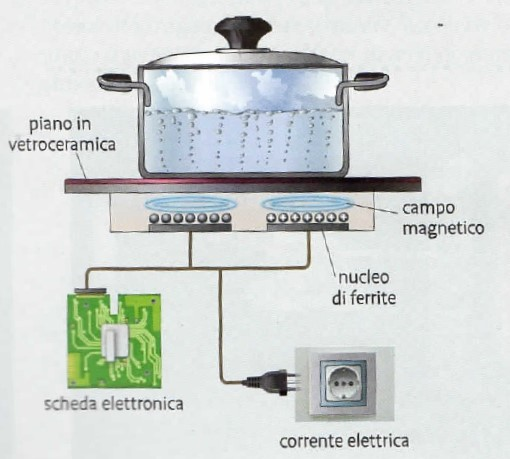 piano in
vetroceramica
campo
magnetico
nucleo
di ferrite
scheda elettronica
corrente elettrica